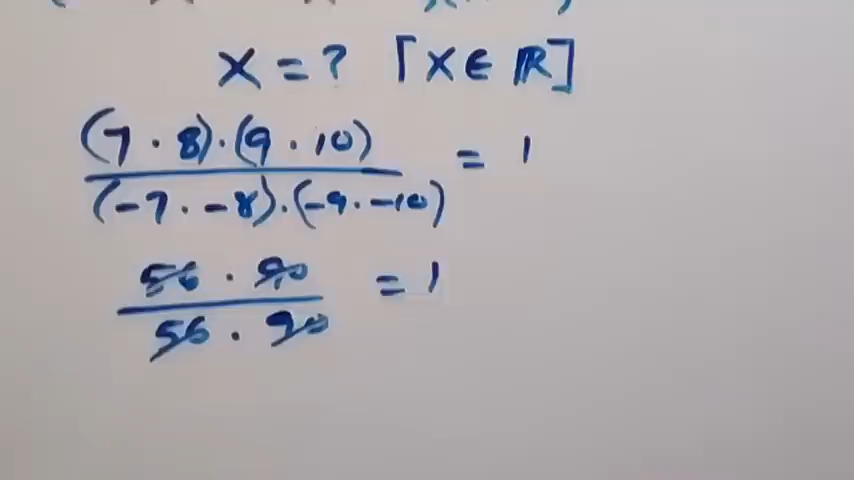 X = ? [X ∈ ℝ]
(7 · 8) · (9 · 10)
= 1
(-7 · -8) · (-9 · -10)
56 · 90
= 1
56 · 90